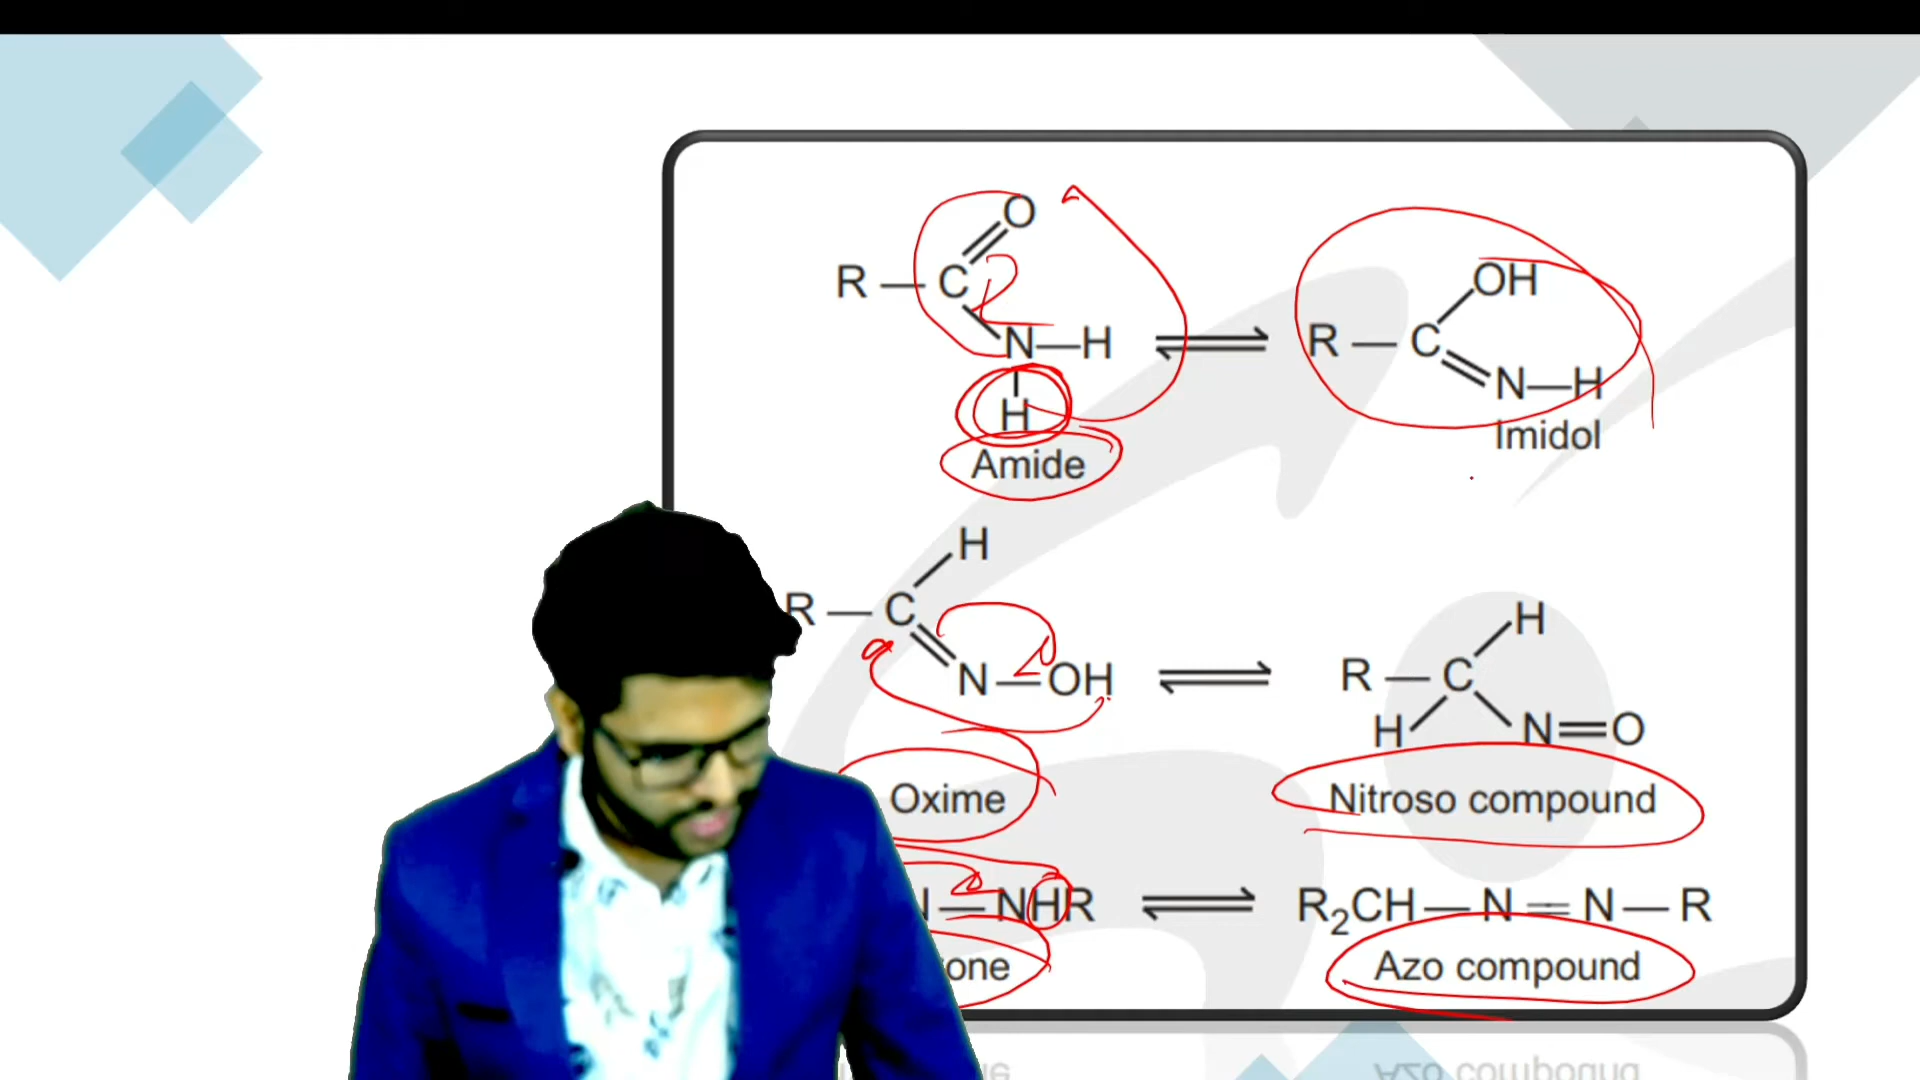 R—C
O
N—H
H
Amide
R—C
OH
N—H
Imidol
R—C
H
N—OH
Oxime
R—C
H
H
N=O
Nitroso compound
—NHR
R₂CH—N=N—R
one
Azo compound